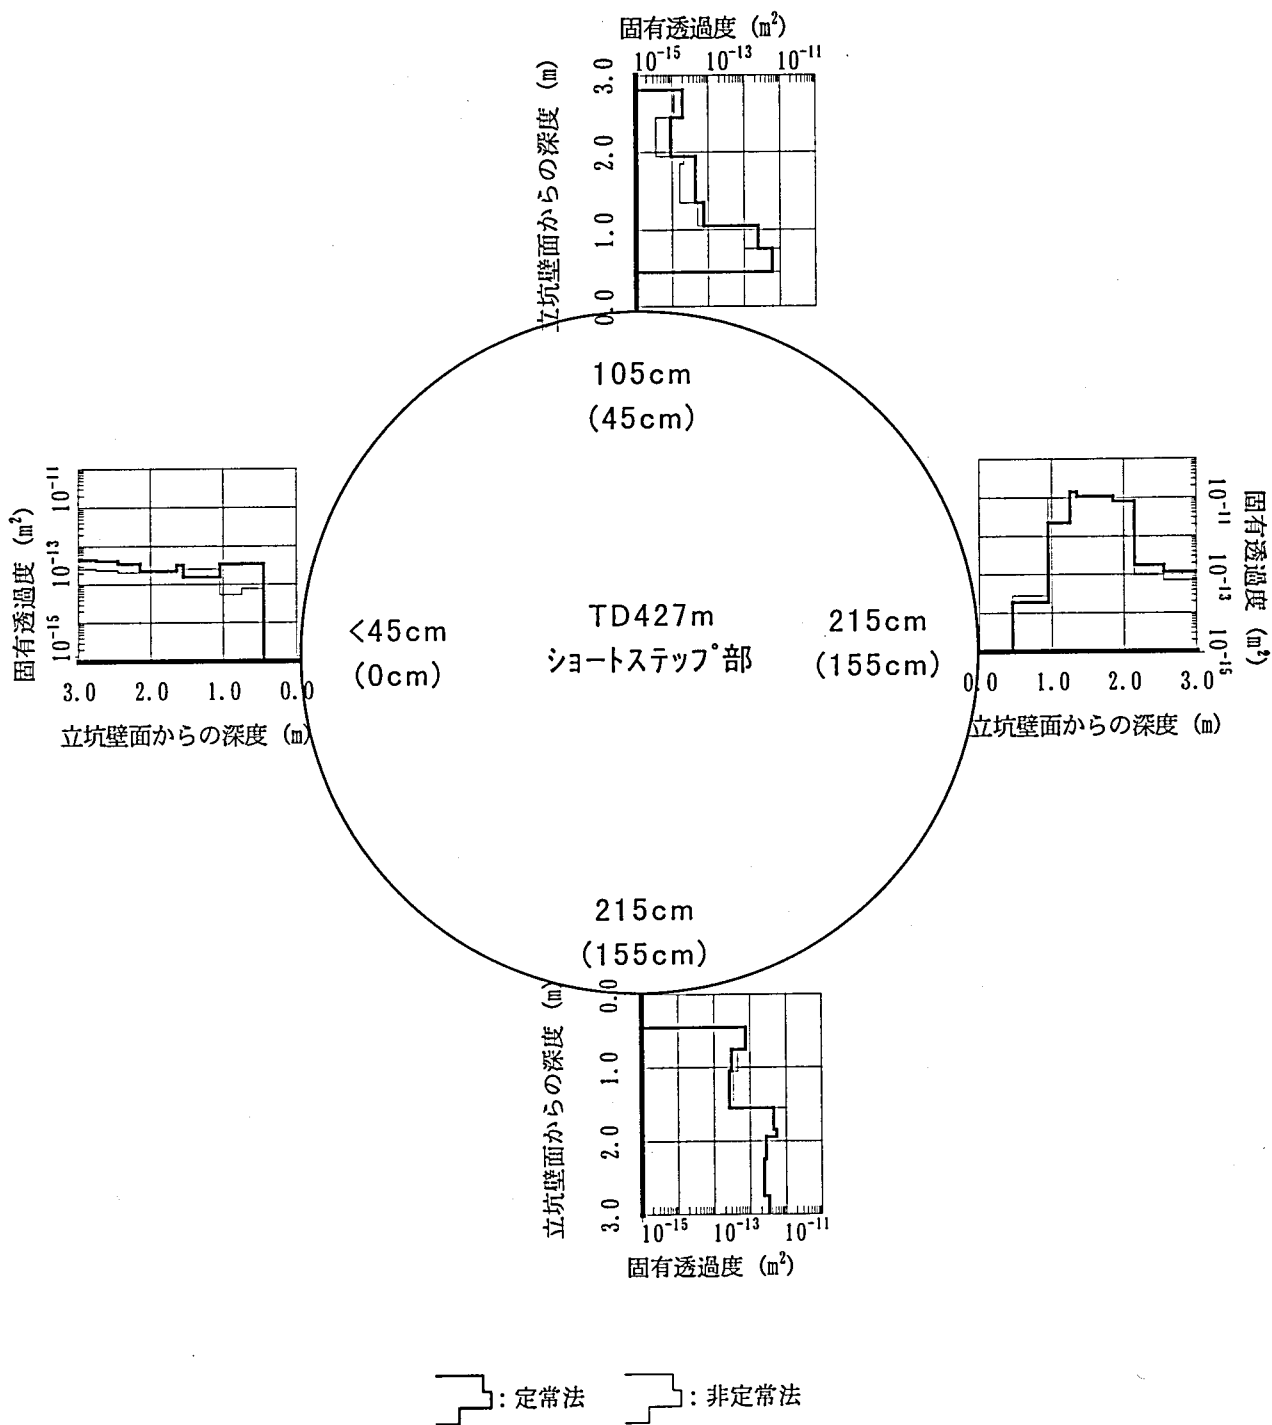 固有透過度 (m²)
10⁻¹⁵ 10⁻¹³ 10⁻¹¹
立坑壁面からの深度 (m)
3.0
2.0
1.0
0.0
105cm
(45cm)
固有透過度 (m²)
10⁻¹¹
10⁻¹³
10⁻¹⁵
3.0 2.0 1.0 0.0
立坑壁面からの深度 (m)
<45cm
(0cm)
TD427m
ショートステップ部
215cm
(155cm)
固有透過度 (m²)
10⁻¹¹
10⁻¹³
10⁻¹⁵
0.0 1.0 2.0 3.0
立坑壁面からの深度 (m)
215cm
(155cm)
立坑壁面からの深度 (m)
0.0
1.0
2.0
3.0
10⁻¹⁵ 10⁻¹³ 10⁻¹¹
固有透過度 (m²)
: 定常法 : 非定常法